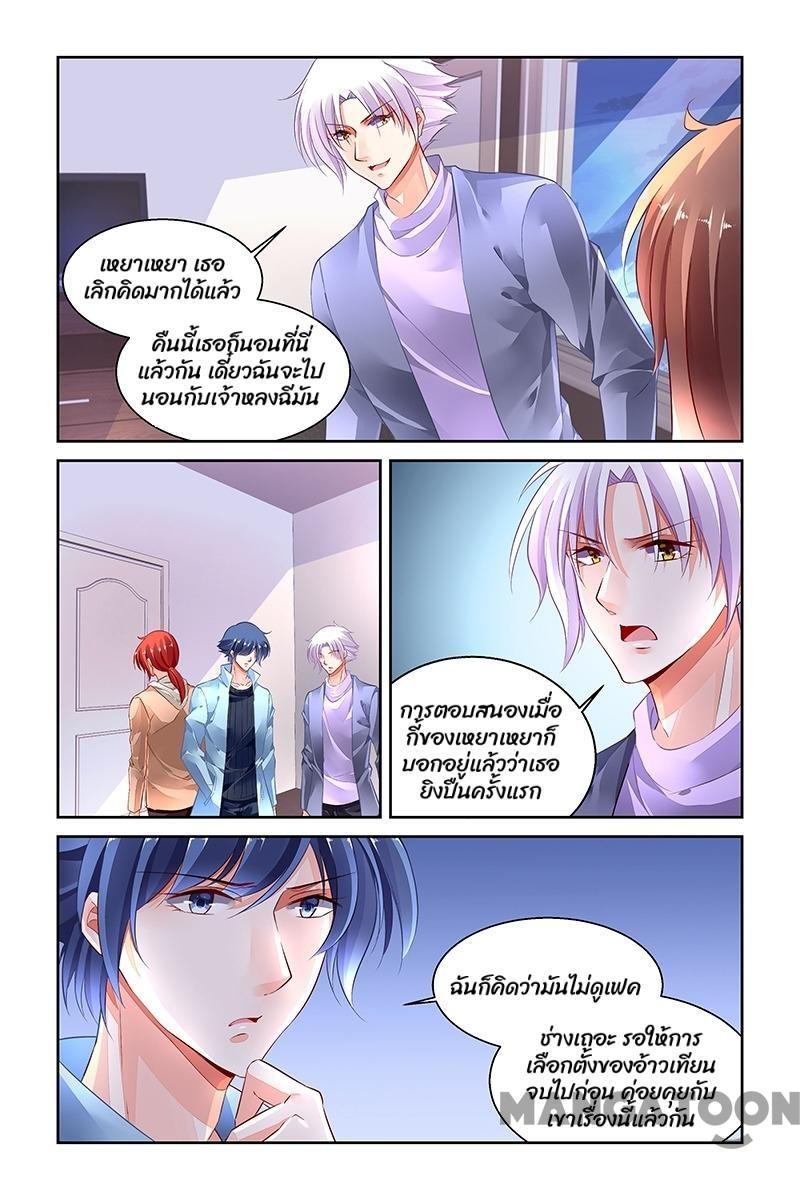 เหยาเหยา เธอ
เลิกคิดมากได้แล้ว
คืนนี้เธอก็นอนที่นี่
แล้วกัน เดี๋ยวฉันจะไป
นอนกับเจ้าหลงฉีมัน
การตอบสนองเมื่อ
กี้ของเหยาเหยาก็
บอกอยู่แล้วว่าเธอ
ยิงปืนครั้งแรก
ฉันก็คิดว่ามันไม่ดูเฟค
ช่างเถอะ รอให้การ
เลือกตั้งของอ้าวเทียน
จบไปก่อน ค่อยคุยกับ
เขาเรื่องนี้แล้วกัน
MANGATOON